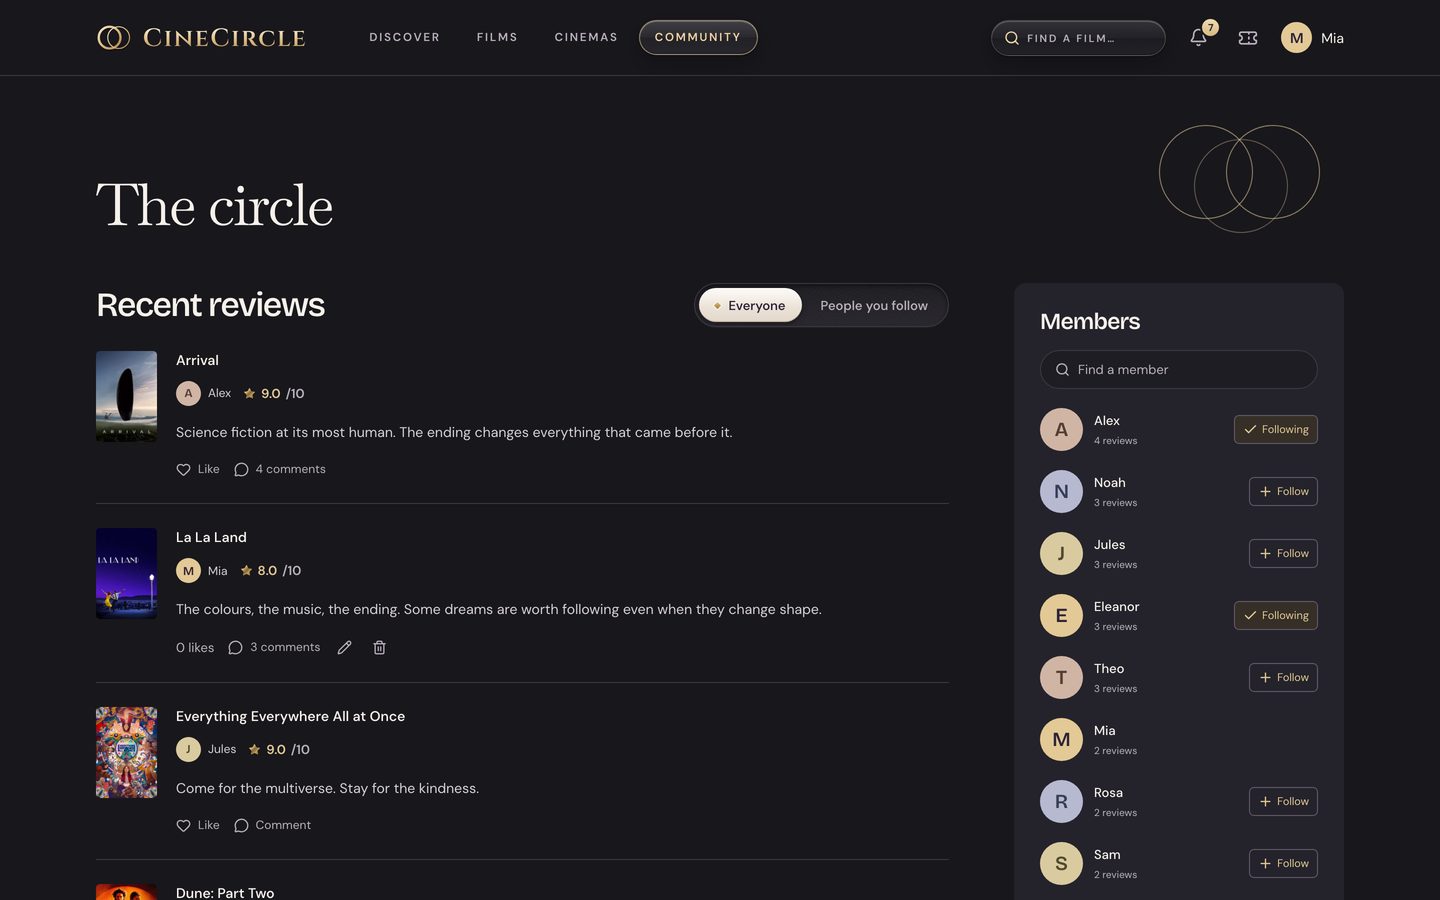 CINECIRCLE
DISCOVER
FILMS
CINEMAS
COMMUNITY
FIND A FILM…
7
M
Mia
The circle
Recent reviews
Everyone
People you follow
ARRIVAL
Arrival
A
Alex
9.0 /10
Science fiction at its most human. The ending changes everything that came before it.
Like
4 comments
LA LA LAND
La La Land
M
Mia
8.0 /10
The colours, the music, the ending. Some dreams are worth following even when they change shape.
0 likes
3 comments
Everything Everywhere All at Once
J
Jules
9.0 /10
Come for the multiverse. Stay for the kindness.
Like
Comment
Dune: Part Two
Members
Find a member
A
Alex
4 reviews
Following
N
Noah
3 reviews
Follow
J
Jules
3 reviews
Follow
E
Eleanor
3 reviews
Following
T
Theo
3 reviews
Follow
M
Mia
2 reviews
R
Rosa
2 reviews
Follow
S
Sam
2 reviews
Follow